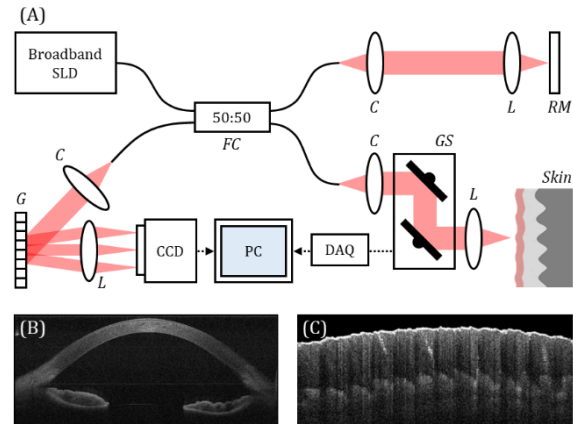 (A)
Broadband
SLD
50:50
FC
C
L
RM
C
GS
L
Skin
C
G
L
CCD
PC
DAQ
(B)
(C)